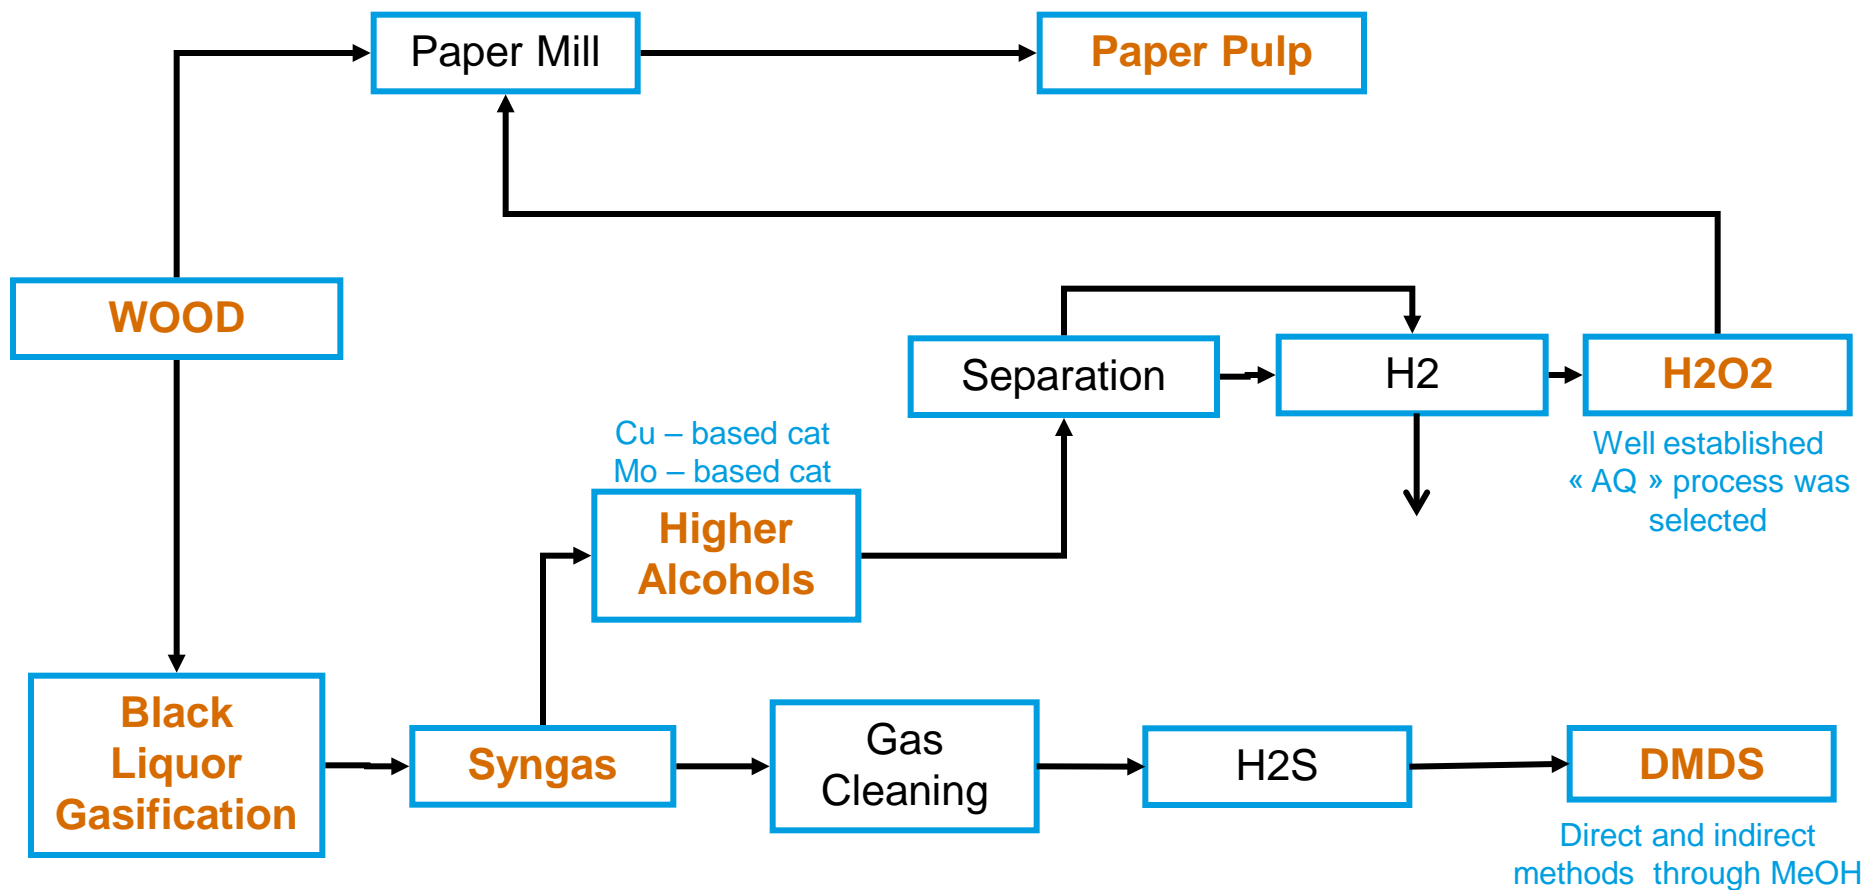 Paper Mill
Paper Pulp
WOOD
Separation
H2
H2O2
Well established
« AQ » process was
selected
Cu – based cat
Mo – based cat
Higher
Alcohols
Black
Liquor
Gasification
Syngas
Gas
Cleaning
H2S
DMDS
Direct and indirect
methods through MeOH